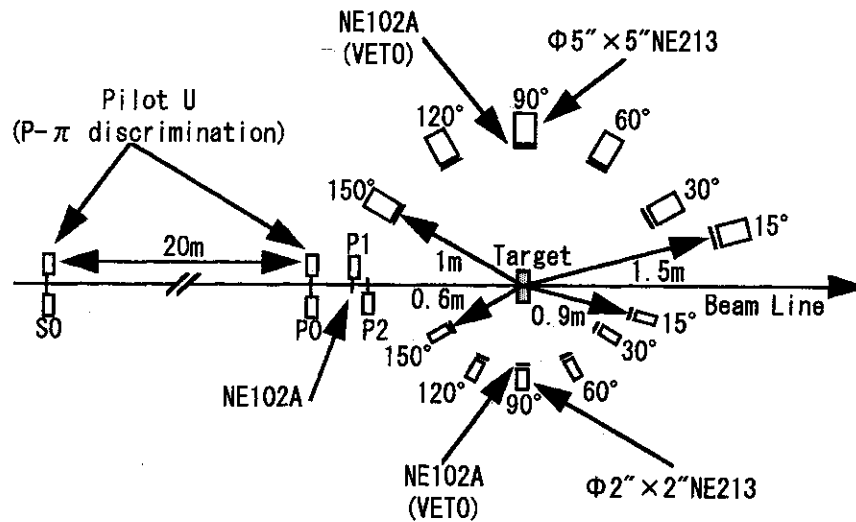 NE102A
(VETO)
Φ5″×5″NE213
Pilot U
(P-π discrimination)
120°
90°
60°
150°
30°
15°
20m
P1
1m
Target
1.5m
0.6m
0.9m
Beam Line
S0
P0
P2
150°
15°
30°
120°
90°
60°
NE102A
NE102A
(VETO)
Φ2″×2″NE213